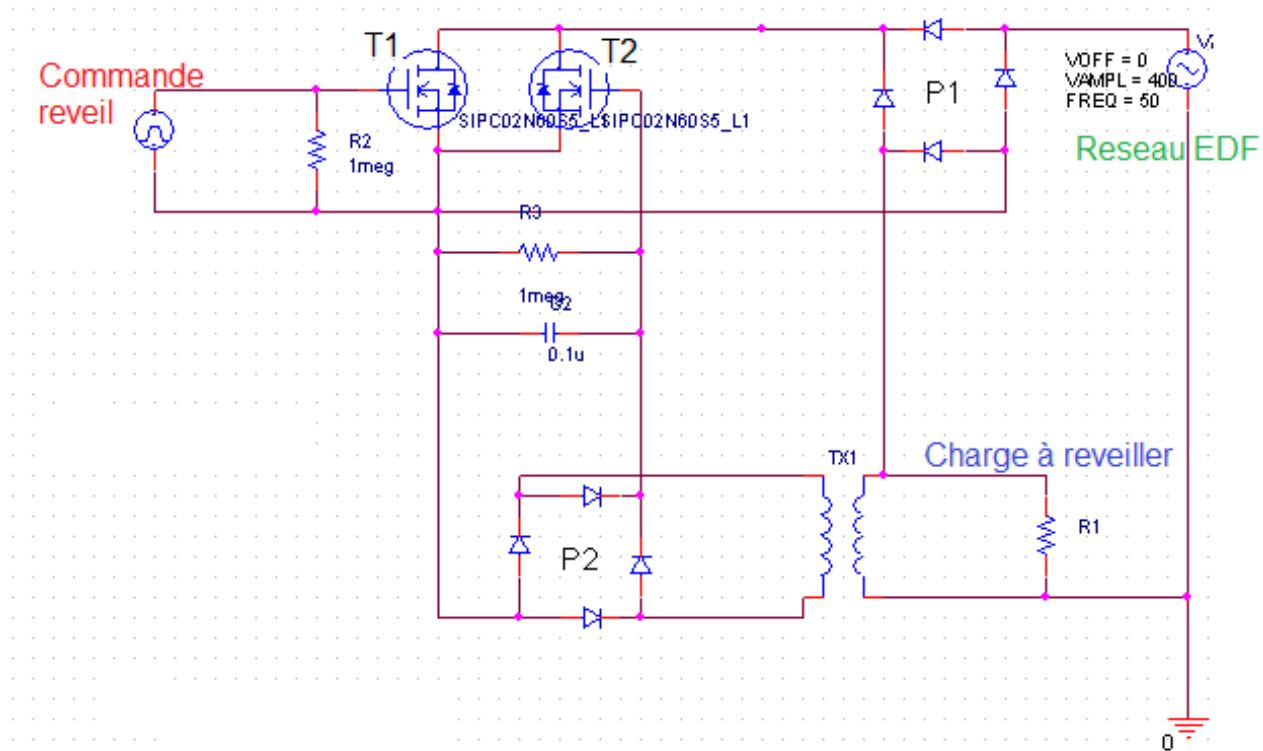 T1
T2
Commande
reveil
P1
VOFF = 0
VAMPL = 400
FREQ = 50
SIPC02N60S5_L1
R2
1meg
Reseau EDF
R3
1meg
0.1u
TX1
Charge à reveiller
R1
P2
0